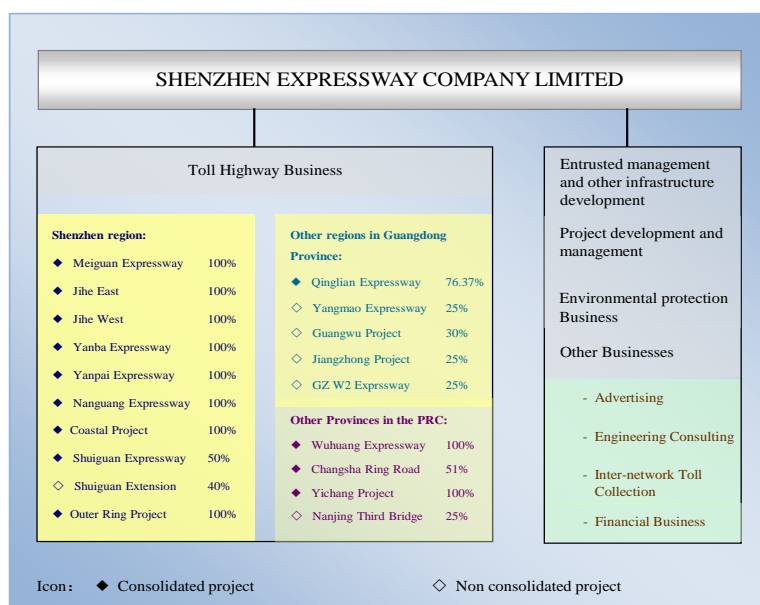 SHENZHEN EXPRESSWAY COMPANY LIMITED
Toll Highway Business
Shenzhen region:
◆ Meiguan Expressway 100%
◆ Jihe East 100%
◆ Jihe West 100%
◆ Yanba Expressway 100%
◆ Yanpai Expressway 100%
◆ Nanguang Expressway 100%
◆ Coastal Project 100%
◆ Shuiguan Expressway 50%
◇ Shuiguan Extension 40%
◆ Outer Ring Project 100%
Other regions in Guangdong
Province:
◆ Qinglian Expressway 76.37%
◇ Yangmao Expressway 25%
◇ Guangwu Project 30%
◇ Jiangzhong Project 25%
◇ GZ W2 Exprssway 25%
Other Provinces in the PRC:
◆ Wuhuang Expressway 100%
◆ Changsha Ring Road 51%
◆ Yichang Project 100%
◇ Nanjing Third Bridge 25%
Entrusted management
and other infrastructure
development
Project development and
management
Environmental protection
Business
Other Businesses
- Advertising
- Engineering Consulting
- Inter-network Toll
Collection
- Financial Business
Icon： ◆ Consolidated project ◇ Non consolidated project